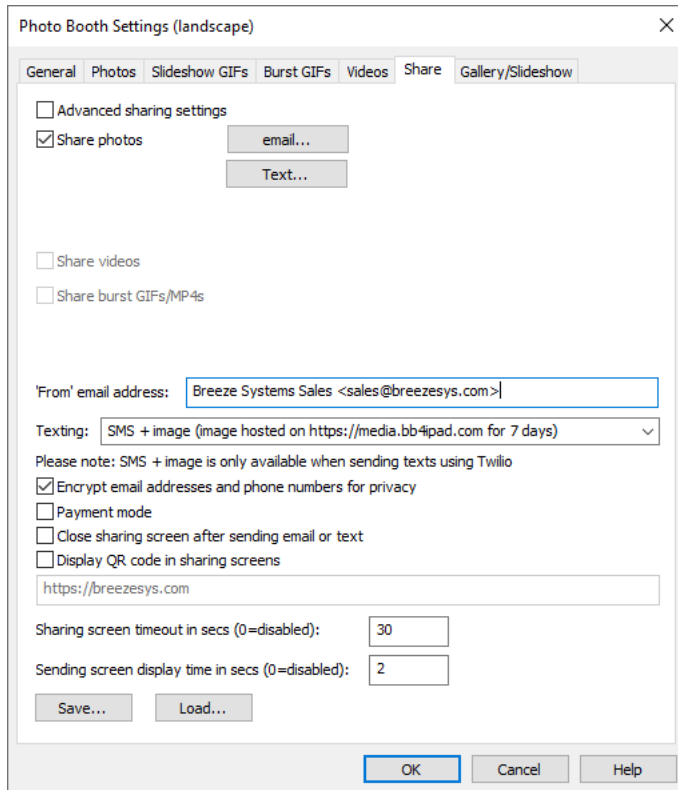 Photo Booth Settings (landscape)
General Photos Slideshow GIFs Burst GIFs Videos Share Gallery/Slideshow
Advanced sharing settings
Share photos email...
Text...
Share videos
Share burst GIFs/MP4s
'From' email address: Breeze Systems Sales <sales@breezesys.com>
Texting: SMS + image (image hosted on https://media.bb4ipad.com for 7 days)
Please note: SMS + image is only available when sending texts using Twilio
Encrypt email addresses and phone numbers for privacy
Payment mode
Close sharing screen after sending email or text
Display QR code in sharing screens
https://breezesys.com
Sharing screen timeout in secs (0=disabled): 30
Sending screen display time in secs (0=disabled): 2
Save... Load...
OK Cancel Help